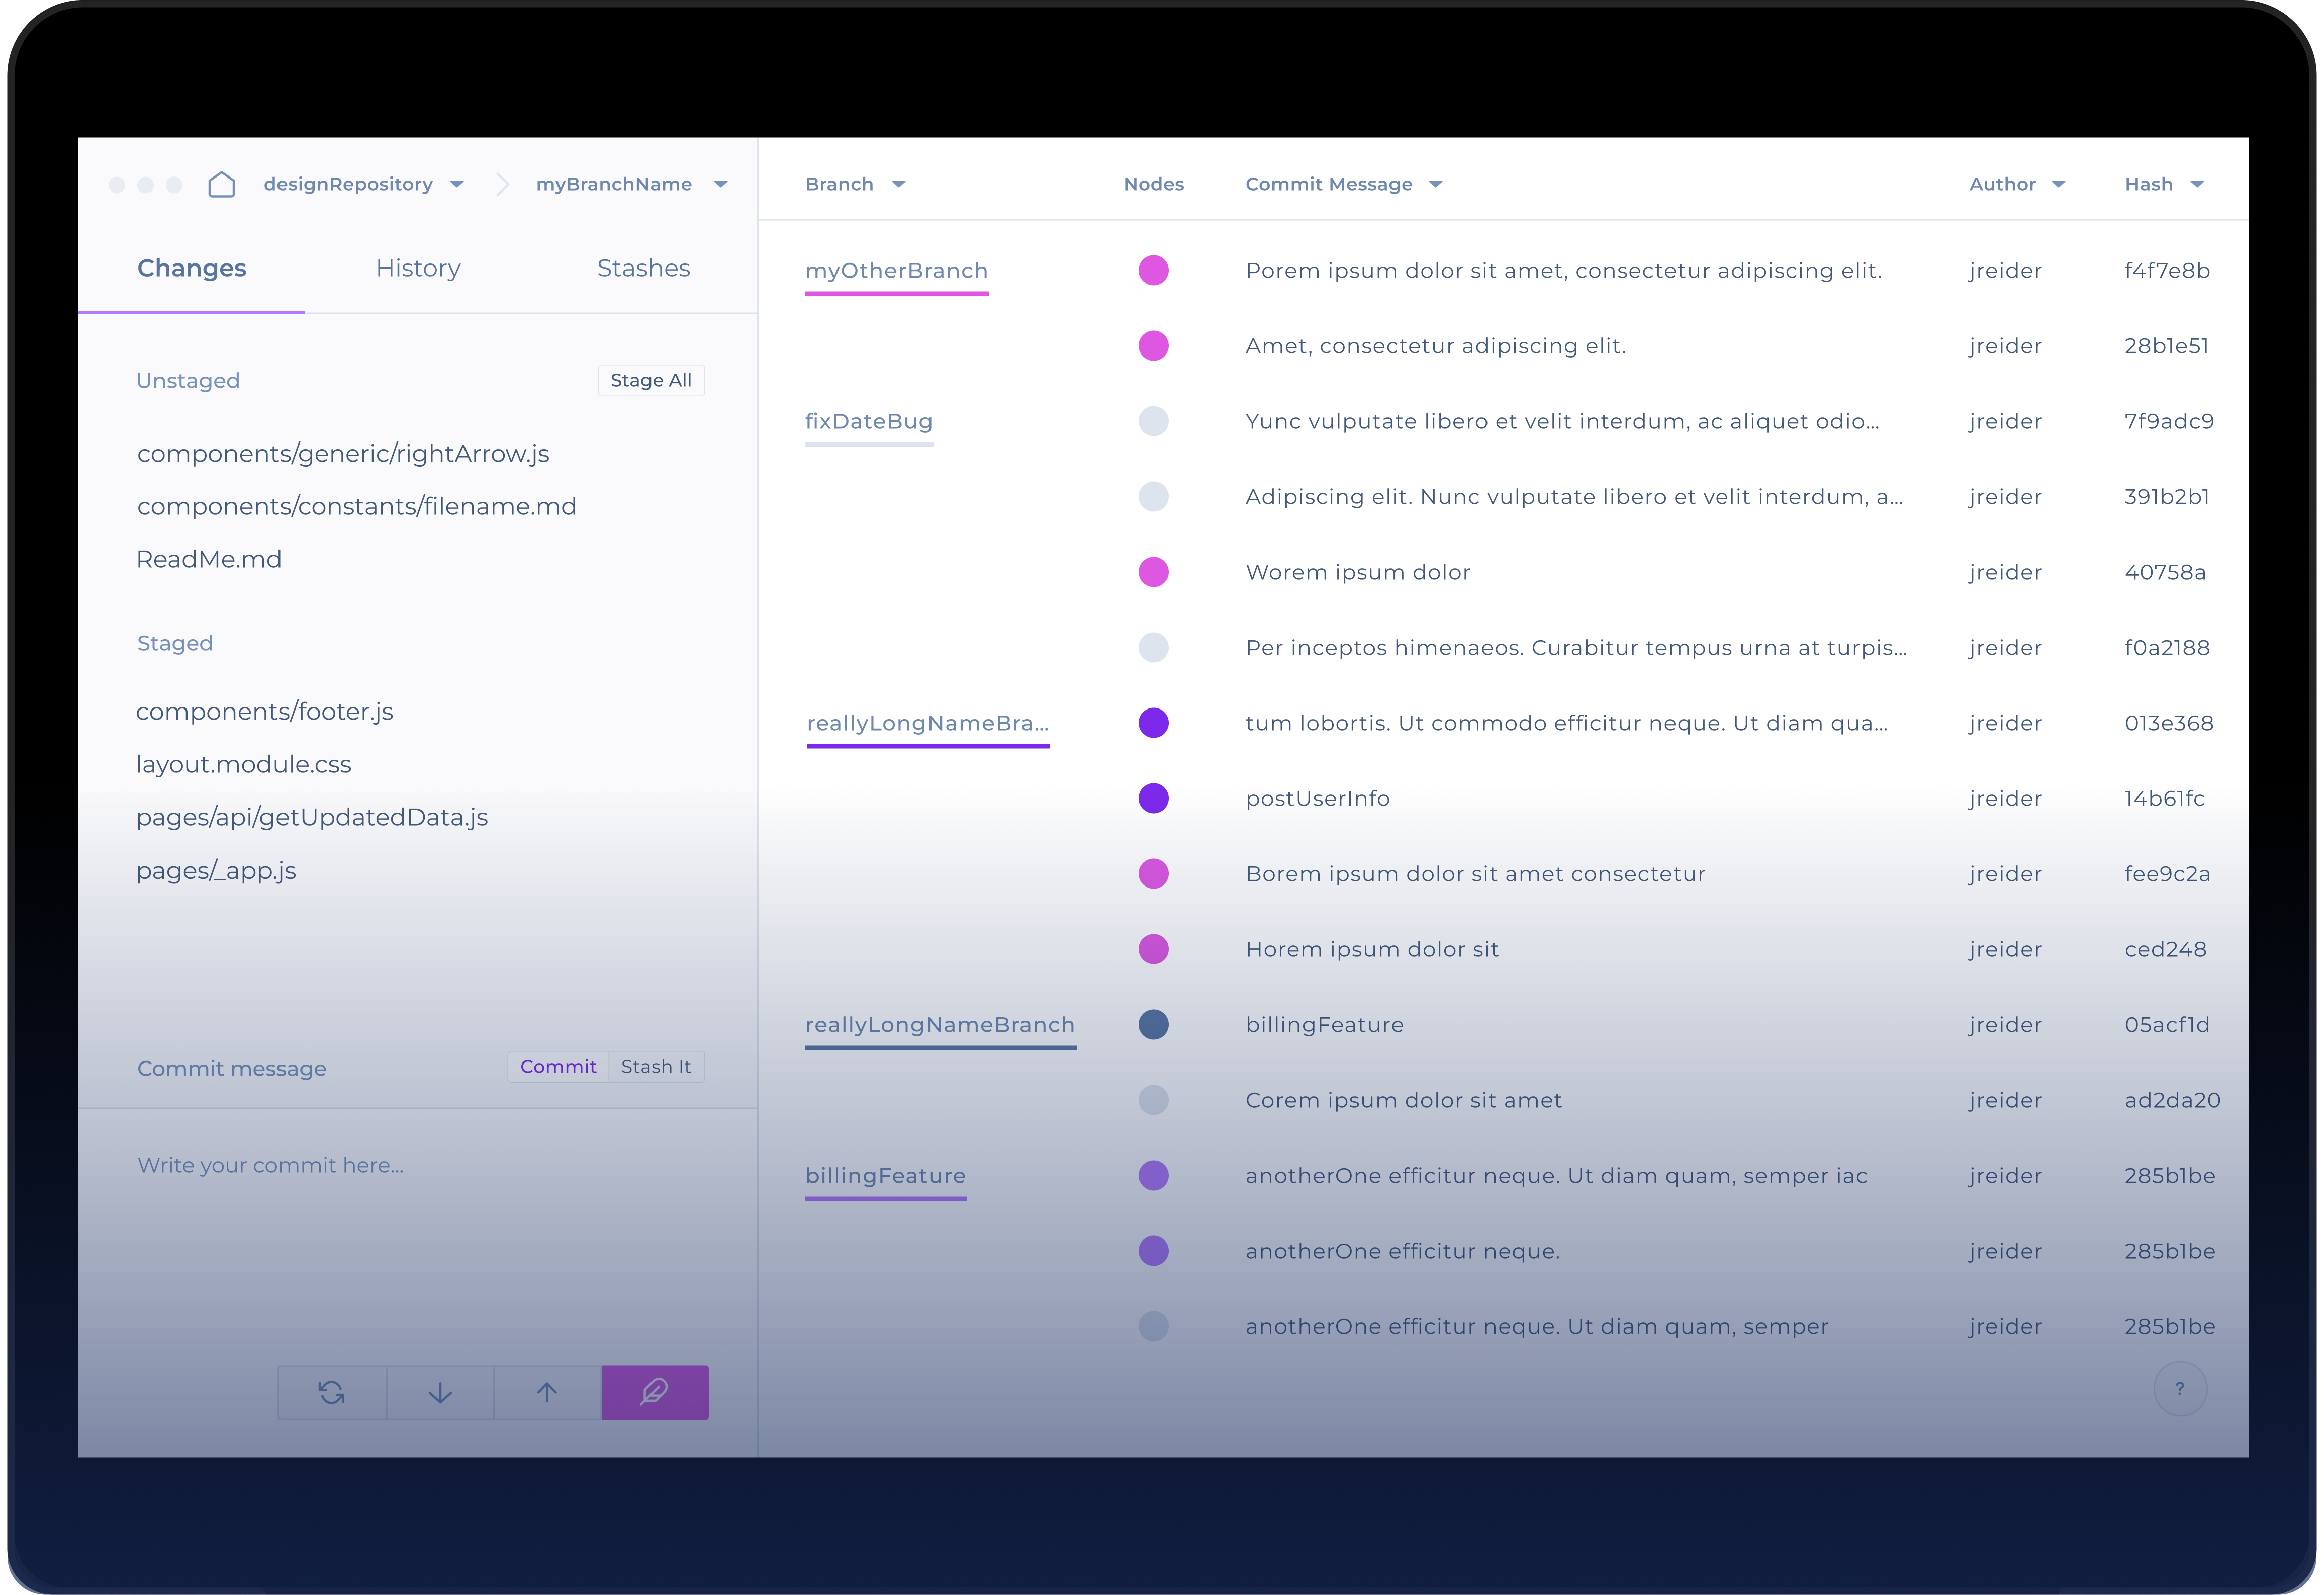 designRepository
myBranchName
Changes
History
Stashes
Unstaged
Stage All
components/generic/rightArrow.js
components/constants/filename.md
ReadMe.md
Staged
components/footer.js
layout.module.css
pages/api/getUpdatedData.js
pages/_app.js
Commit message
Commit
Stash It
Write your commit here...
Branch Nodes Commit Message Author Hash
myOtherBranch Porem ipsum dolor sit amet, consectetur adipiscing elit. jreider f4f7e8b
Amet, consectetur adipiscing elit. jreider 28b1e51
fixDateBug Yunc vulputate libero et velit interdum, ac aliquet odio... jreider 7f9adc9
Adipiscing elit. Nunc vulputate libero et velit interdum, a... jreider 391b2b1
Worem ipsum dolor jreider 40758a
Per inceptos himenaeos. Curabitur tempus urna at turpis... jreider f0a2188
reallyLongNameBra... tum lobortis. Ut commodo efficitur neque. Ut diam qua... jreider 013e368
postUserInfo jreider 14b61fc
Borem ipsum dolor sit amet consectetur jreider fee9c2a
Horem ipsum dolor sit jreider ced248
reallyLongNameBranch billingFeature jreider 05acf1d
Corem ipsum dolor sit amet jreider ad2da20
billingFeature anotherOne efficitur neque. Ut diam quam, semper iac jreider 285b1be
anotherOne efficitur neque. jreider 285b1be
anotherOne efficitur neque. Ut diam quam, semper jreider 285b1be
?